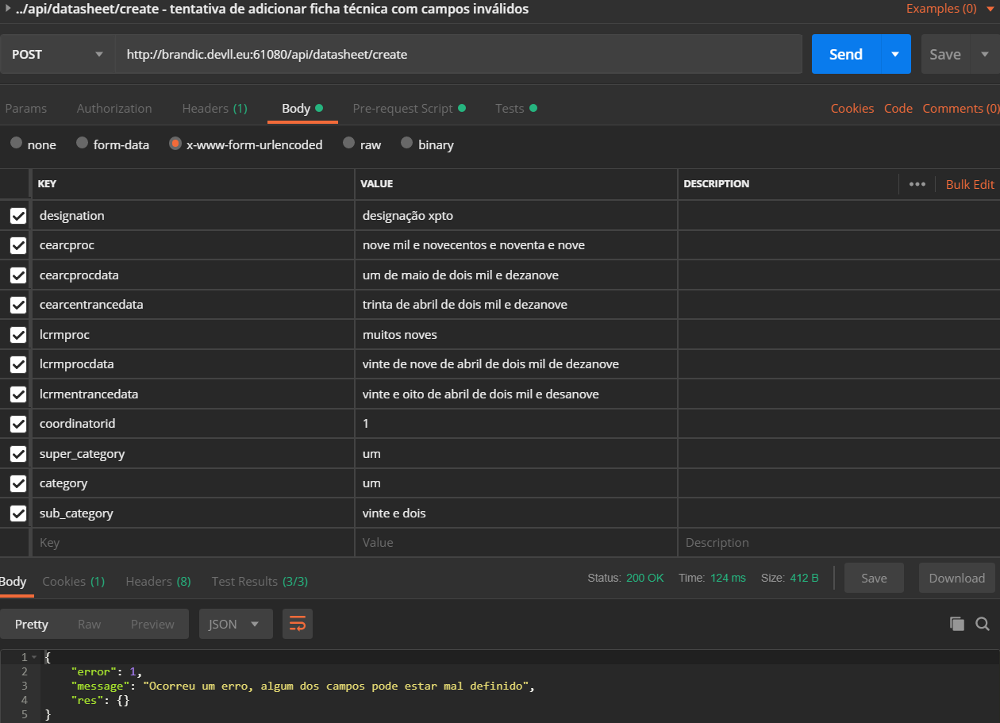 ../api/datasheet/create - tentativa de adicionar ficha técnica com campos inválidos Examples (0)
POST http://brandic.devll.eu:61080/api/datasheet/create Send Save
Params Authorization Headers (1) Body Pre-request Script Tests Cookies Code Comments (0)
none form-data x-www-form-urlencoded raw binary
KEY VALUE DESCRIPTION ••• Bulk Edit
designation designação xpto
cearcproc nove mil e novecentos e noventa e nove
cearcprocdata um de maio de dois mil e dezanove
cearcentrancedata trinta de abril de dois mil e dezanove
lcrmproc muitos noves
lcrmprocdata vinte de nove de abril de dois mil de dezanove
lcrmentrancedata vinte e oito de abril de dois mil e desanove
coordinatorid 1
super_category um
category um
sub_category vinte e dois
Key Value Description
Body Cookies (1) Headers (8) Test Results (3/3) Status: 200 OK Time: 124 ms Size: 412 B Save Download
Pretty Raw Preview JSON
1 {
2 "error": 1,
3 "message": "Ocorreu um erro, algum dos campos pode estar mal definido",
4 "res": {}
5 }